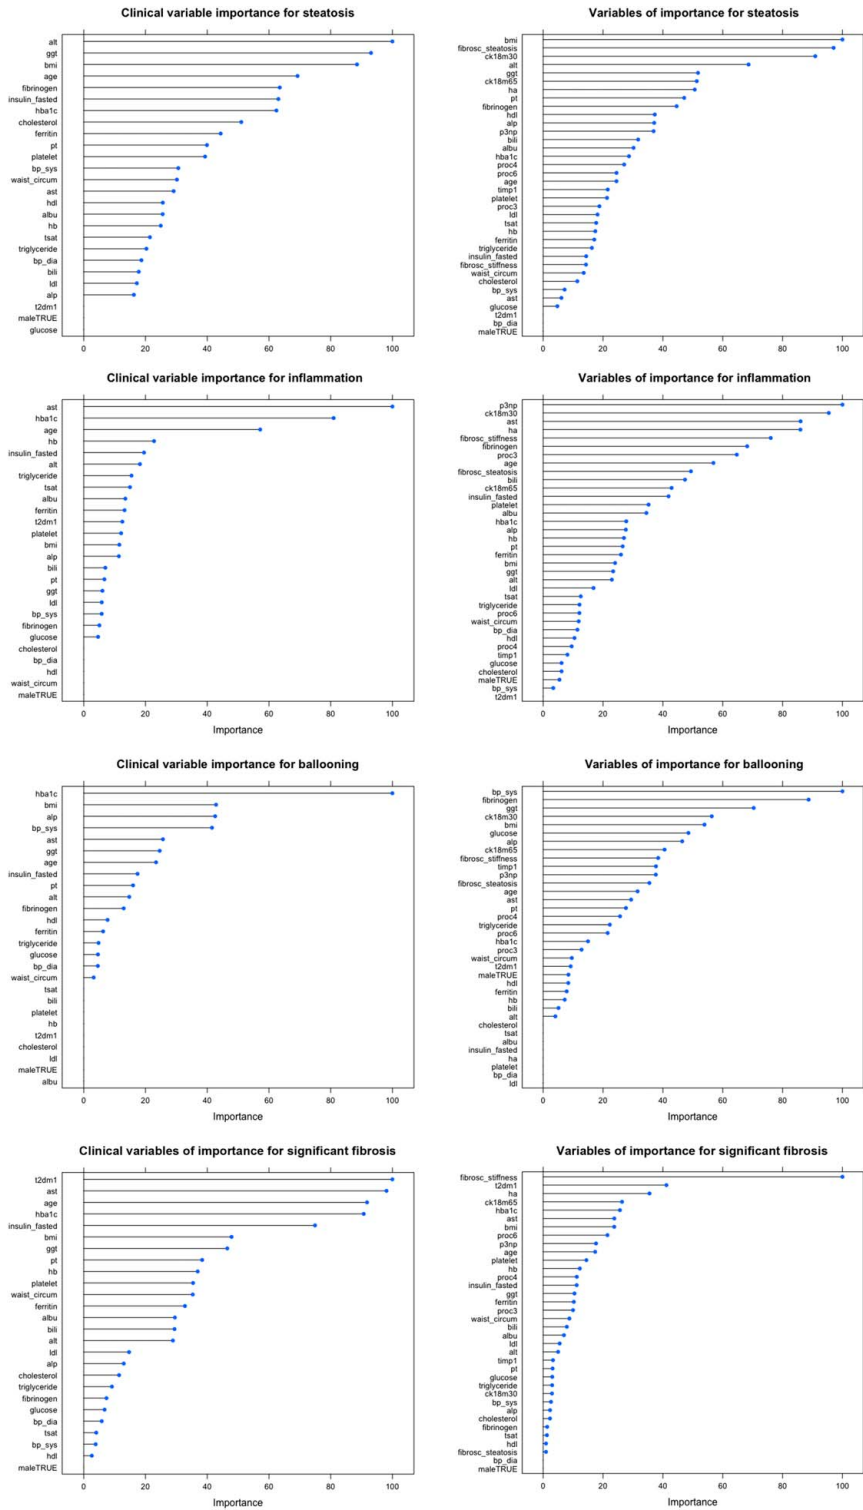 Clinical variable importance for steatosis
alt
ggt
bmi
age
fibrinogen
insulin_fasted
hba1c
cholesterol
ferritin
pt
platelet
bp_sys
waist_circum
ast
hdl
albu
hb
tsat
triglyceride
bp_dia
bili
ldl
alp
t2dm1
maleTRUE
glucose
0 20 40 60 80 100
Variables of importance for steatosis
bmi
fibrosc_steatosis
ck18m30
alt
ggt
ck18m65
ha
pt
fibrinogen
hdl
alp
p3np
bili
albu
hba1c
proc4
proc6
age
timp1
platelet
proc3
ldl
tsat
hb
ferritin
triglyceride
insulin_fasted
fibrosc_stiffness
waist_circum
cholesterol
bp_sys
ast
glucose
t2dm1
bp_dia
maleTRUE
0 20 40 60 80 100
Clinical variable importance for inflammation
ast
hba1c
age
hb
insulin_fasted
alt
triglyceride
tsat
albu
ferritin
t2dm1
platelet
bmi
alp
bili
pt
ggt
ldl
bp_sys
fibrinogen
glucose
cholesterol
bp_dia
hdl
waist_circum
maleTRUE
0 20 40 60 80 100
Importance
Variables of importance for inflammation
p3np
ck18m30
ast
ha
fibrosc_stiffness
fibrinogen
proc3
age
fibrosc_steatosis
bili
ck18m65
insulin_fasted
platelet
albu
hba1c
alp
hb
pt
ferritin
bmi
ggt
alt
ldl
tsat
triglyceride
proc6
waist_circum
bp_dia
hdl
proc4
timp1
glucose
cholesterol
maleTRUE
bp_sys
t2dm1
0 20 40 60 80 100
Importance
Clinical variable importance for ballooning
hba1c
bmi
alp
bp_sys
ast
ggt
age
insulin_fasted
pt
alt
fibrinogen
hdl
ferritin
triglyceride
glucose
bp_dia
waist_circum
tsat
bili
platelet
hb
t2dm1
cholesterol
ldl
maleTRUE
albu
0 20 40 60 80 100
Importance
Variables of importance for ballooning
bp_sys
fibrinogen
ggt
ck18m30
bmi
glucose
alp
ck18m65
fibrosc_stiffness
timp1
p3np
fibrosc_steatosis
age
ast
pt
proc4
triglyceride
proc6
hba1c
proc3
waist_circum
t2dm1
maleTRUE
hdl
ferritin
hb
bili
alt
cholesterol
tsat
albu
insulin_fasted
ha
platelet
bp_dia
ldl
0 20 40 60 80 100
Importance
Clinical variables of importance for significant fibrosis
t2dm1
ast
age
hba1c
insulin_fasted
bmi
ggt
pt
hb
platelet
waist_circum
ferritin
albu
bili
alt
ldl
alp
cholesterol
triglyceride
fibrinogen
glucose
bp_dia
tsat
bp_sys
hdl
maleTRUE
0 20 40 60 80 100
Importance
Variables of importance for significant fibrosis
fibrosc_stiffness
t2dm1
ha
ck18m65
hba1c
ast
bmi
proc6
p3np
age
platelet
hb
proc4
insulin_fasted
ggt
ferritin
proc3
waist_circum
bili
albu
ldl
alt
timp1
pt
glucose
triglyceride
ck18m30
bp_sys
alp
cholesterol
fibrinogen
tsat
hdl
fibrosc_steatosis
bp_dia
maleTRUE
0 20 40 60 80 100
Importance